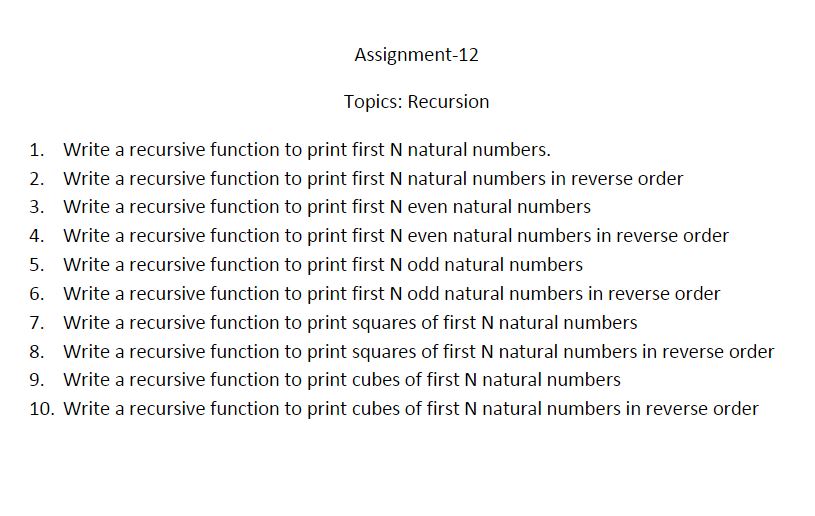 Assignment-12
Topics: Recursion
1. Write a recursive function to print first N natural numbers.
2. Write a recursive function to print first N natural numbers in reverse order
3. Write a recursive function to print first N even natural numbers
4. Write a recursive function to print first N even natural numbers in reverse order
5. Write a recursive function to print first N odd natural numbers
6. Write a recursive function to print first N odd natural numbers in reverse order
7. Write a recursive function to print squares of first N natural numbers
8. Write a recursive function to print squares of first N natural numbers in reverse order
9. Write a recursive function to print cubes of first N natural numbers
10. Write a recursive function to print cubes of first N natural numbers in reverse order